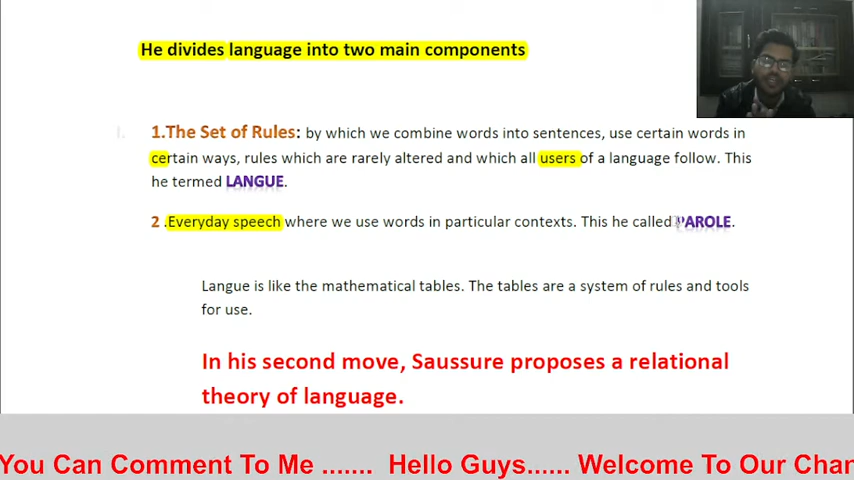 He divides language into two main components
1.The Set of Rules: by which we combine words into sentences, use certain words in
certain ways, rules which are rarely altered and which all users of a language follow. This
he termed LANGUE.
2 .Everyday speech where we use words in particular contexts. This he called PAROLE.
Langue is like the mathematical tables. The tables are a system of rules and tools
for use.
In his second move, Saussure proposes a relational
theory of language.
You Can Comment To Me ....... Hello Guys...... Welcome To Our Chan